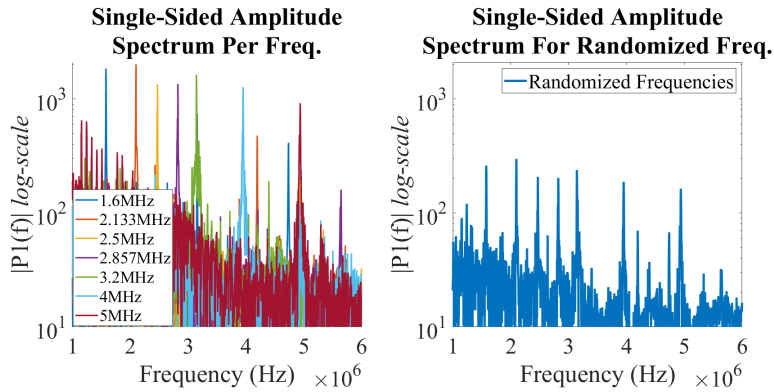 Single-Sided Amplitude
Spectrum Per Freq.
|P1(f)| log-scale
10^3
10^2
10^1
1.6MHz
2.133MHz
2.5MHz
2.857MHz
3.2MHz
4MHz
5MHz
1 2 3 4 5 6
Frequency (Hz) ×10^6
Single-Sided Amplitude
Spectrum For Randomized Freq.
|P1(f)| log-scale
10^3
10^2
10^1
Randomized Frequencies
1 2 3 4 5 6
Frequency (Hz) ×10^6